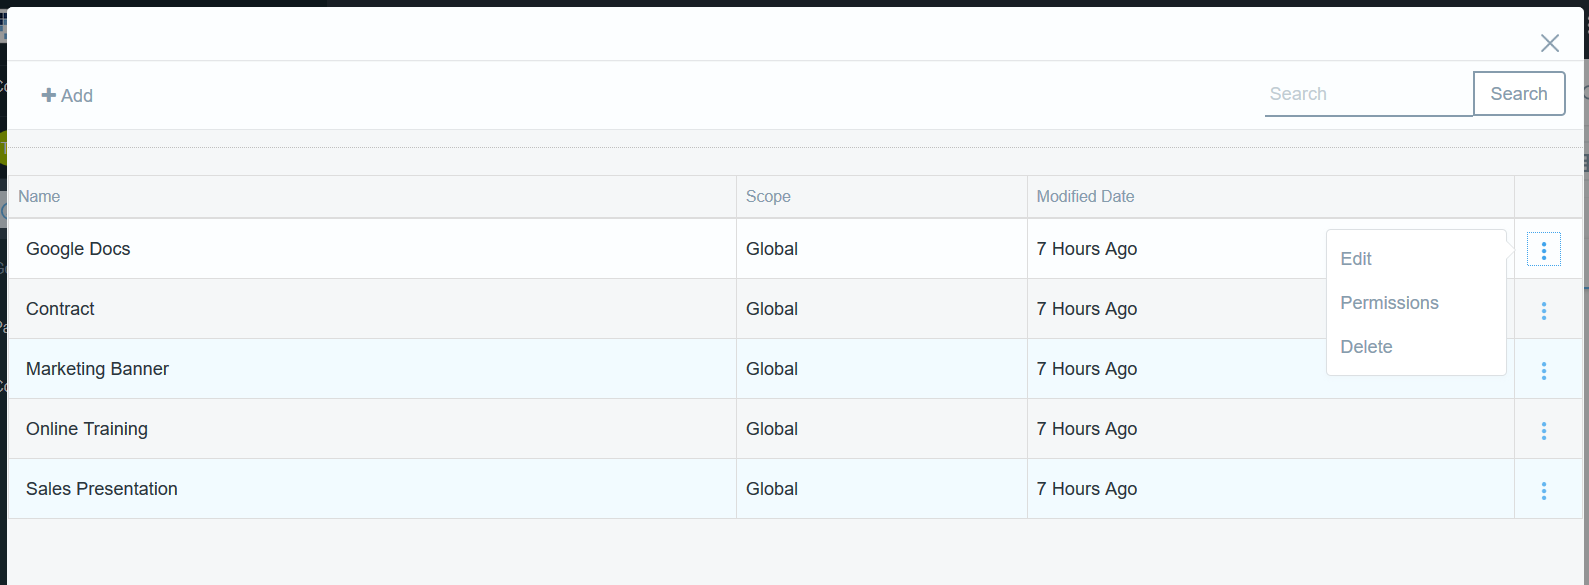 Add
Search
Search
Name Scope Modified Date
Google Docs Global 7 Hours Ago
Edit
Contract Global 7 Hours Ago
Permissions
Delete
Marketing Banner Global 7 Hours Ago
Online Training Global 7 Hours Ago
Sales Presentation Global 7 Hours Ago